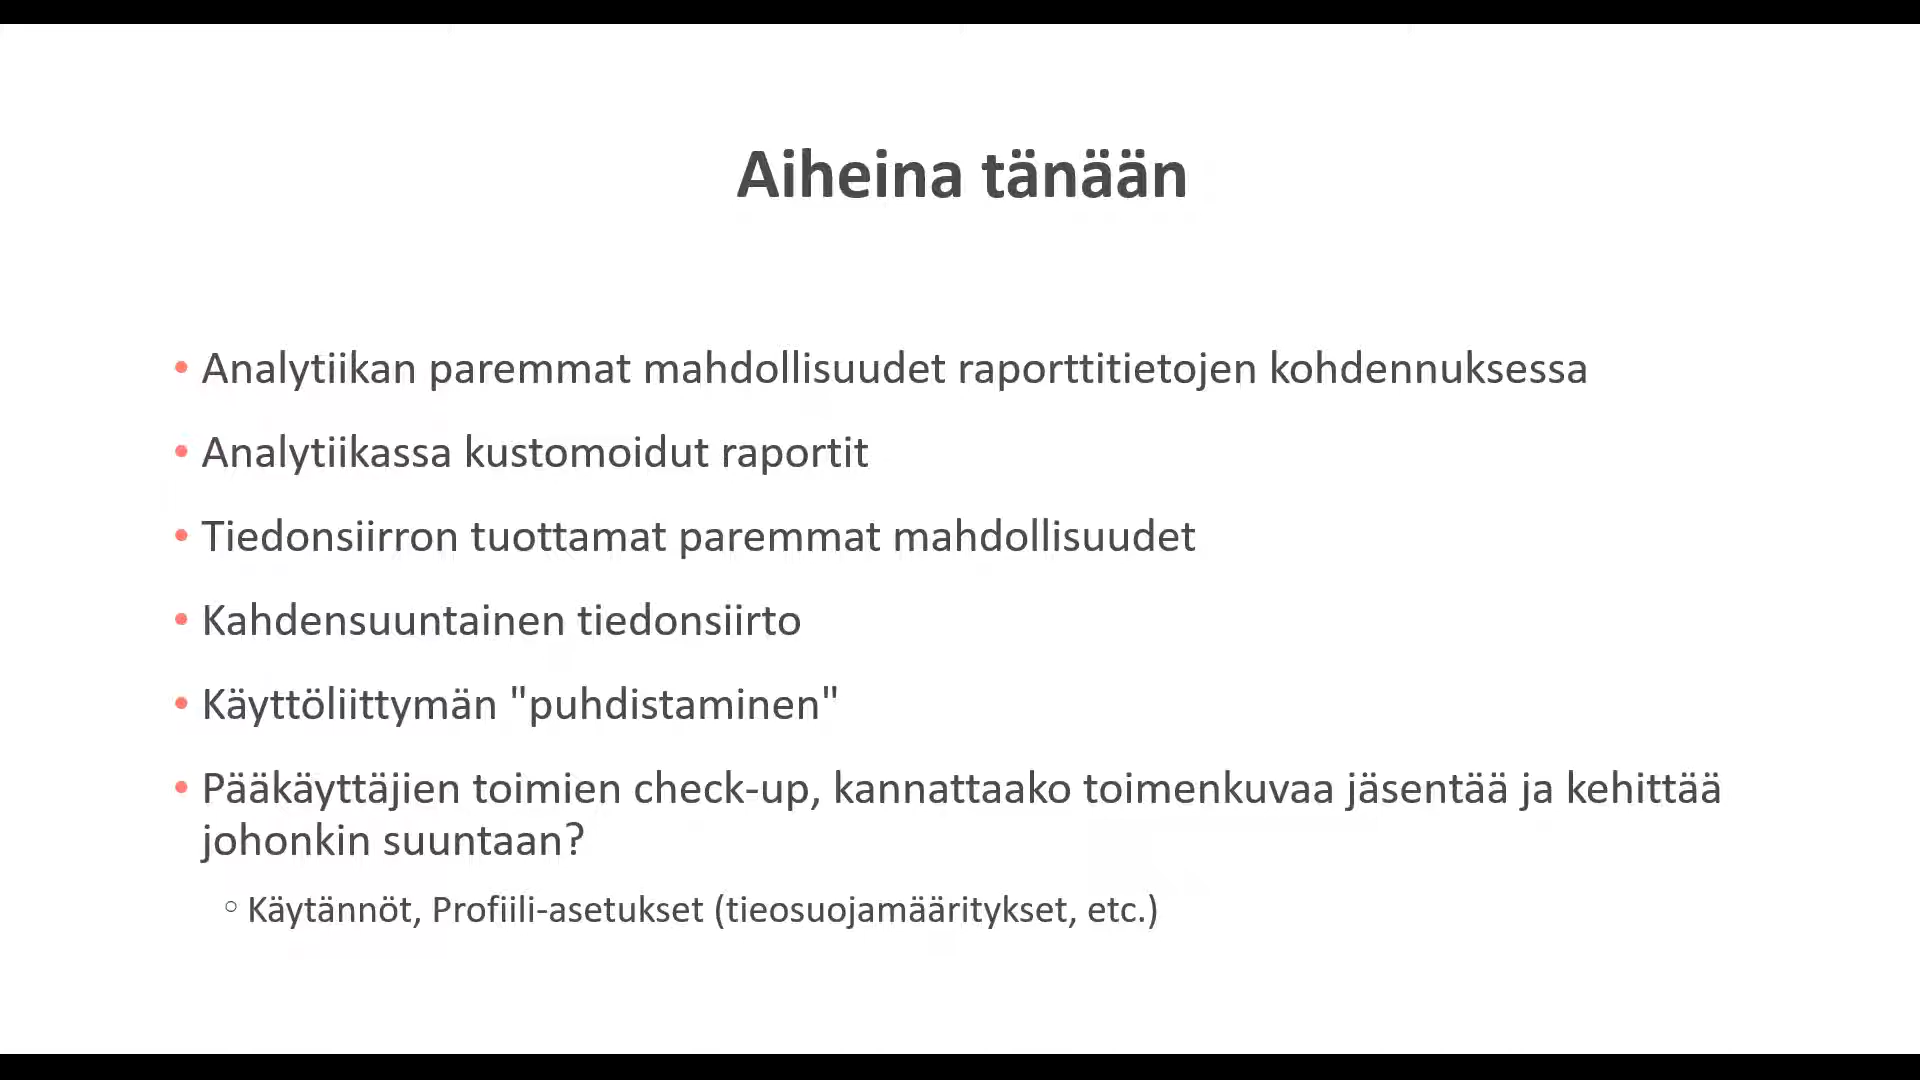 Aiheina tänään
• Analytiikan paremmat mahdollisuudet raporttitietojen kohdennuksessa
• Analytiikassa kustomoidut raportit
• Tiedonsiirron tuottamat paremmat mahdollisuudet
• Kahdensuuntainen tiedonsiirto
• Käyttöliittymän "puhdistaminen"
• Pääkäyttäjien toimien check-up, kannattaako toimenkuvaa jäsentää ja kehittää
johonkin suuntaan?
◦ Käytännöt, Profiili-asetukset (tieosuojamääritykset, etc.)